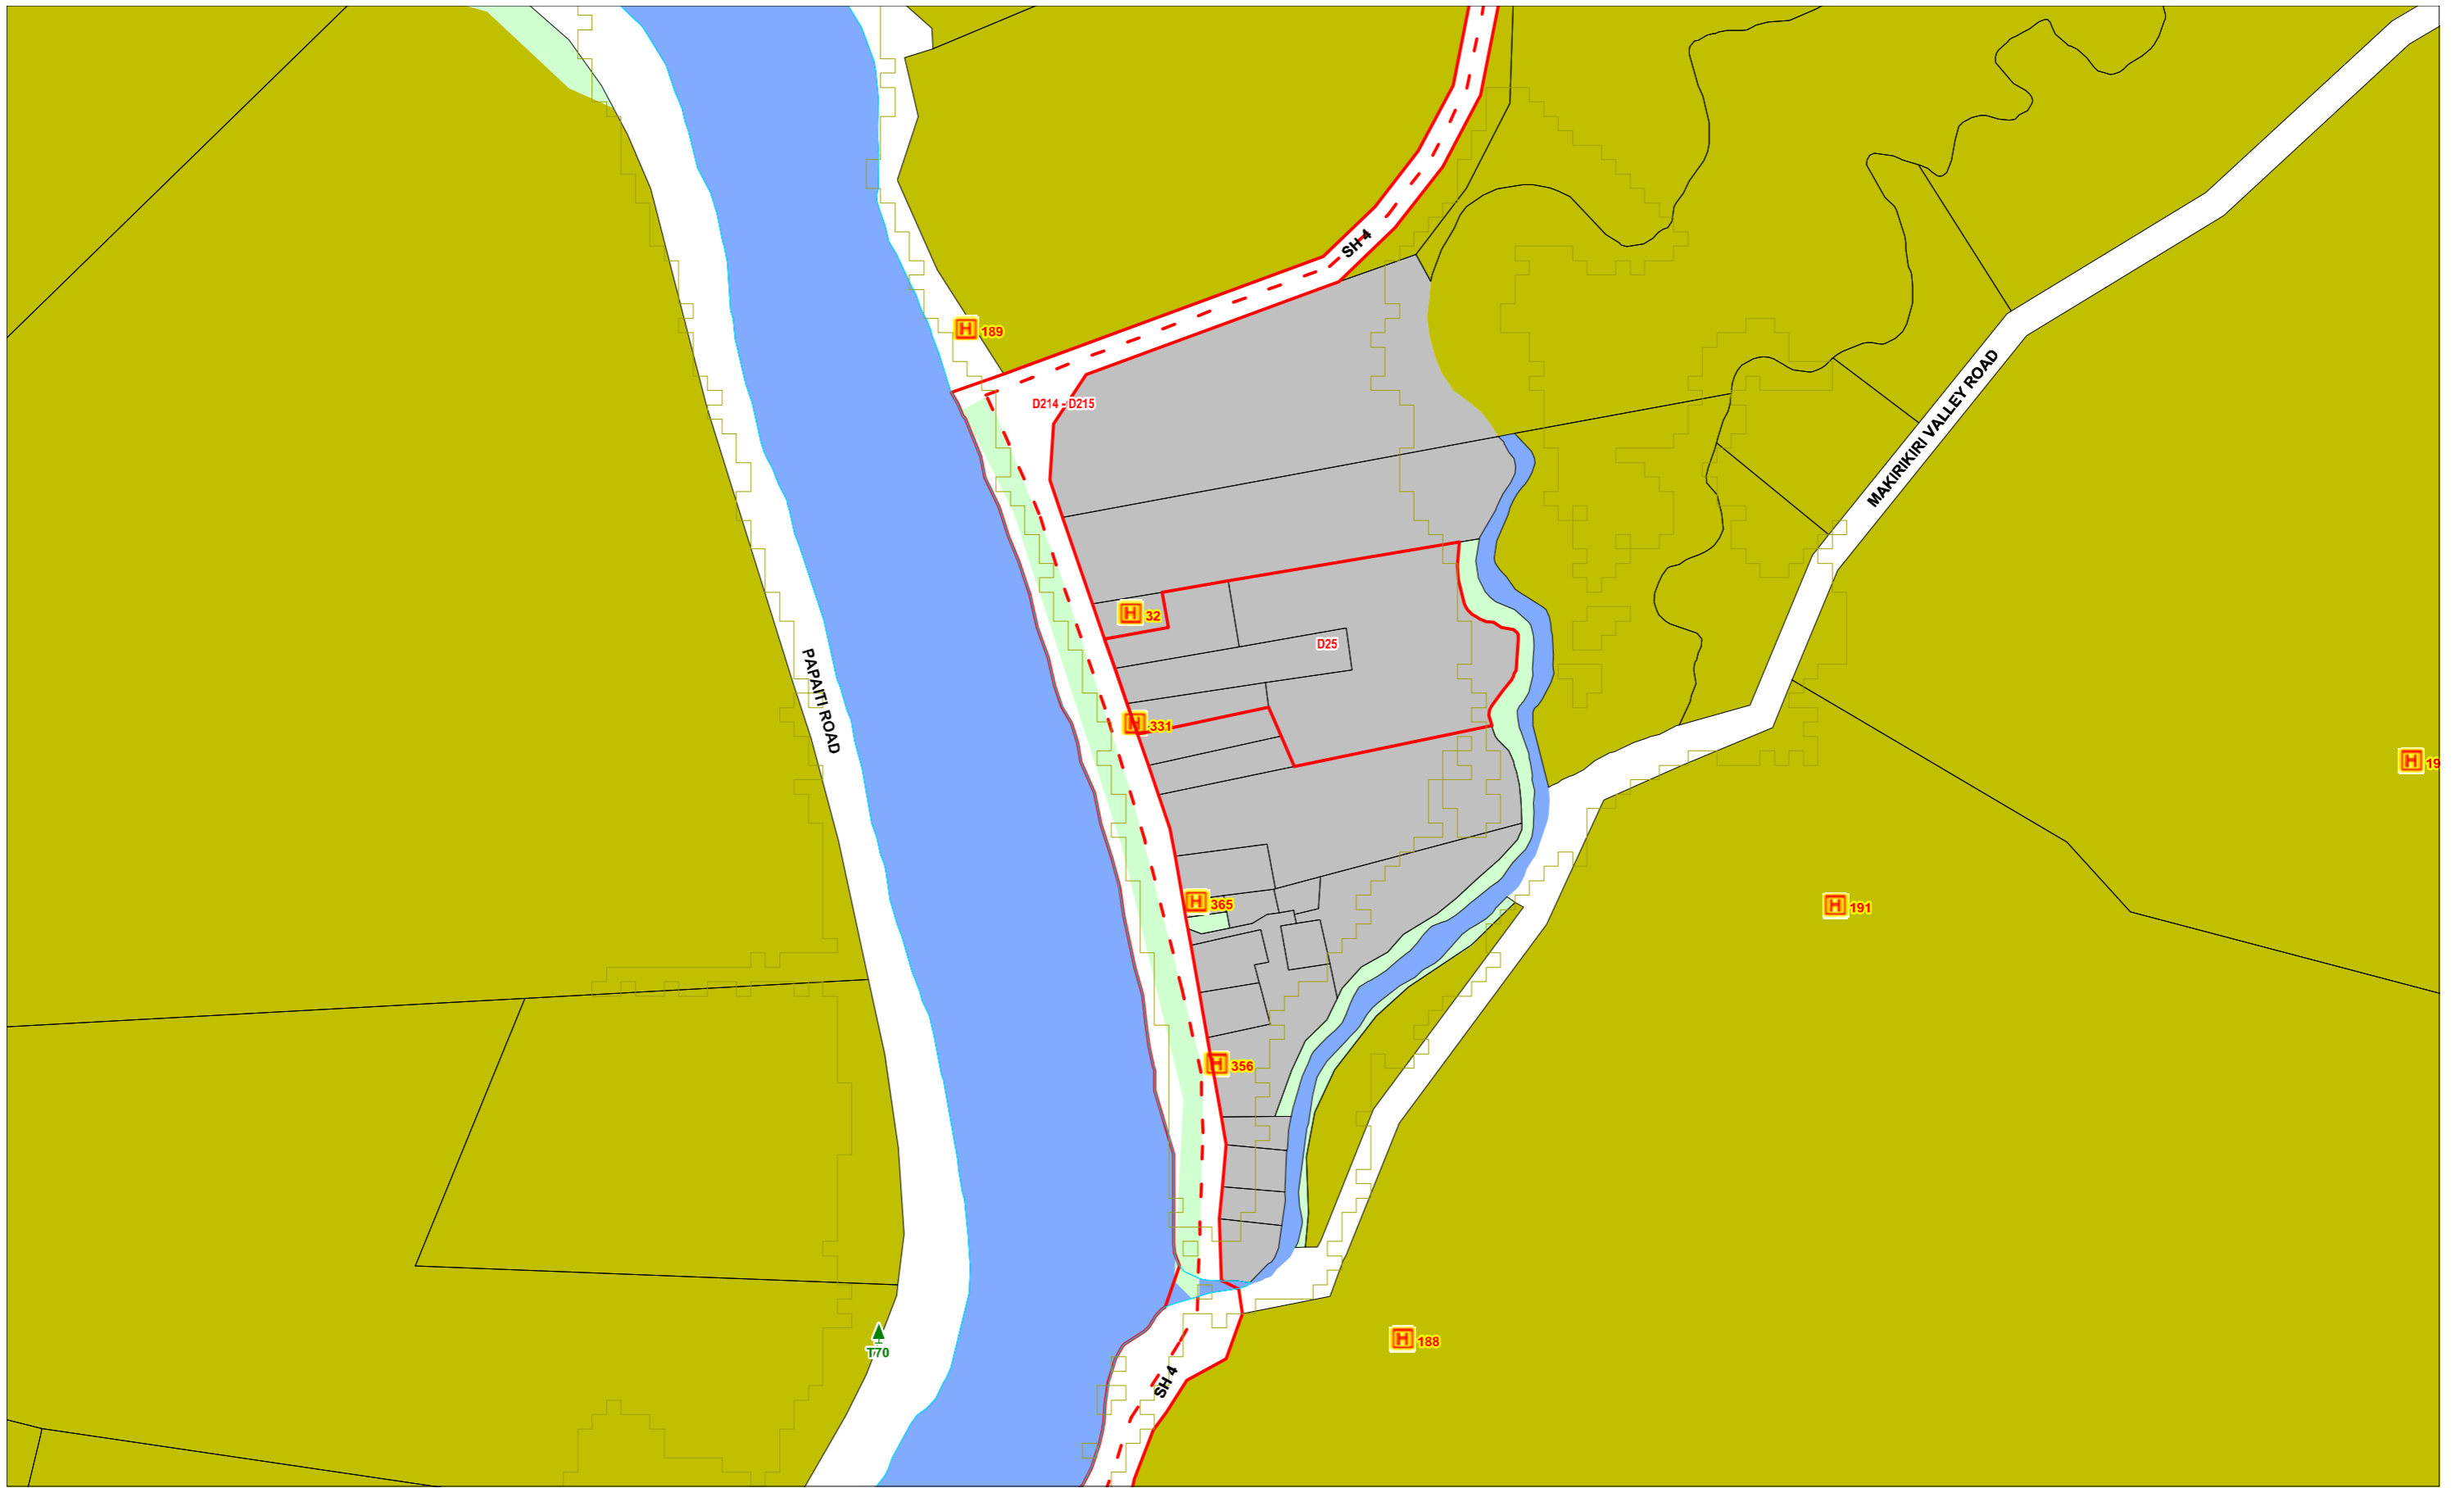 SH 4
H 189
D214 - D215
MAKIRIKIRI VALLEY ROAD
H 32
D25
PAPAITI ROAD
H 331
H 19
H 365
H 191
H 356
T70
H 188
SH 4